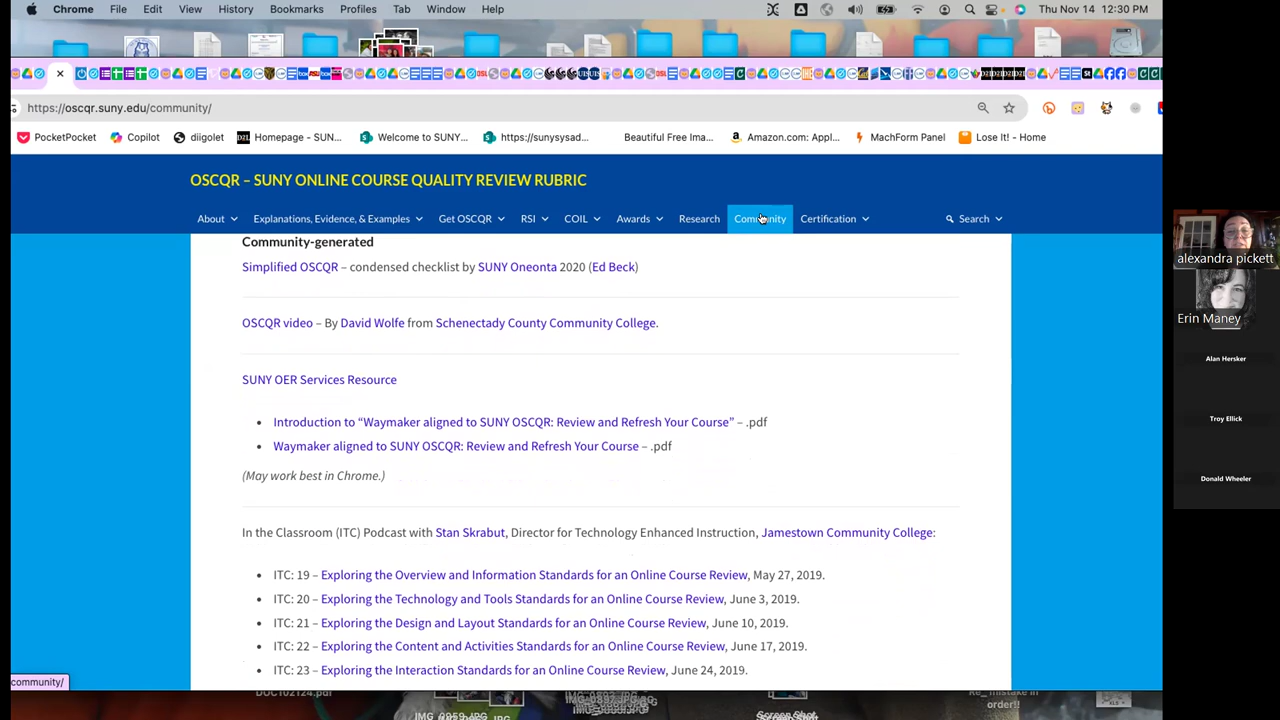 Chrome File Edit View History Bookmarks Profiles Tab Window Help Thu Nov 14 12:30 PM
https://oscqr.suny.edu/community/
PocketPocket Copilot diigolet Homepage - SUN... Welcome to SUNY... https://sunysysad... Beautiful Free Ima... Amazon.com: Appl... MachForm Panel Lose It! - Home
OSCQR – SUNY ONLINE COURSE QUALITY REVIEW RUBRIC
About Explanations, Evidence, & Examples Get OSCQR RSI COIL Awards Research Community Certification Search
Community-generated
Simplified OSCQR – condensed checklist by SUNY Oneonta 2020 (Ed Beck)
OSCQR video – By David Wolfe from Schenectady County Community College.
SUNY OER Services Resource
• Introduction to “Waymaker aligned to SUNY OSCQR: Review and Refresh Your Course” – .pdf
• Waymaker aligned to SUNY OSCQR: Review and Refresh Your Course – .pdf
(May work best in Chrome.)
In the Classroom (ITC) Podcast with Stan Skrabut, Director for Technology Enhanced Instruction, Jamestown Community College:
• ITC: 19 – Exploring the Overview and Information Standards for an Online Course Review, May 27, 2019.
• ITC: 20 – Exploring the Technology and Tools Standards for an Online Course Review, June 3, 2019.
• ITC: 21 – Exploring the Design and Layout Standards for an Online Course Review, June 10, 2019.
• ITC: 22 – Exploring the Content and Activities Standards for an Online Course Review, June 17, 2019.
• ITC: 23 – Exploring the Interaction Standards for an Online Course Review, June 24, 2019.
community/
DOC102124.pdf
Re_ mistake in
order!!
Screen Shot
alexandra pickett
Erin Maney
Alan Hersker
Troy Ellick
Donald Wheeler